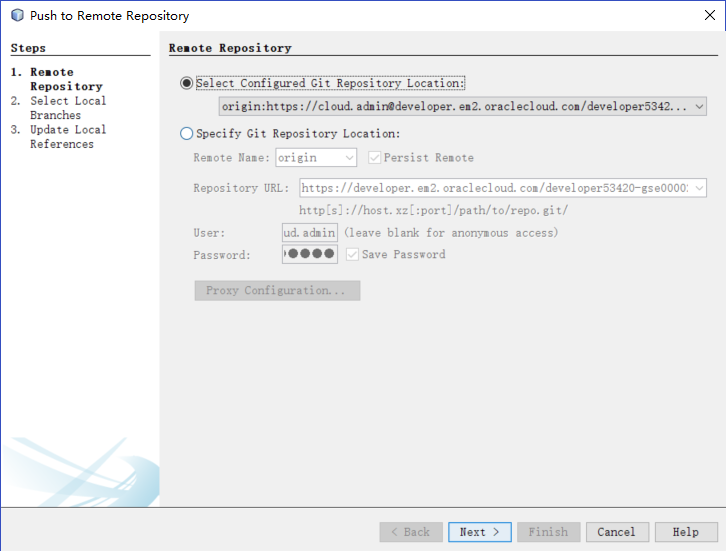 Push to Remote Repository
Steps
1. Remote
Repository
2. Select Local
Branches
3. Update Local
References
Remote Repository
Select Configured Git Repository Location:
origin:https://cloud.admin@developer.em2.oraclecloud.com/developer5342...
Specify Git Repository Location:
Remote Name: origin Persist Remote
Repository URL: https://developer.em2.oraclecloud.com/developer53420-gse0000
http[s]://host.xz[:port]/path/to/repo.git/
User: ud.admin (leave blank for anonymous access)
Password: Save Password
Proxy Configuration...
< Back Next > Finish Cancel Help